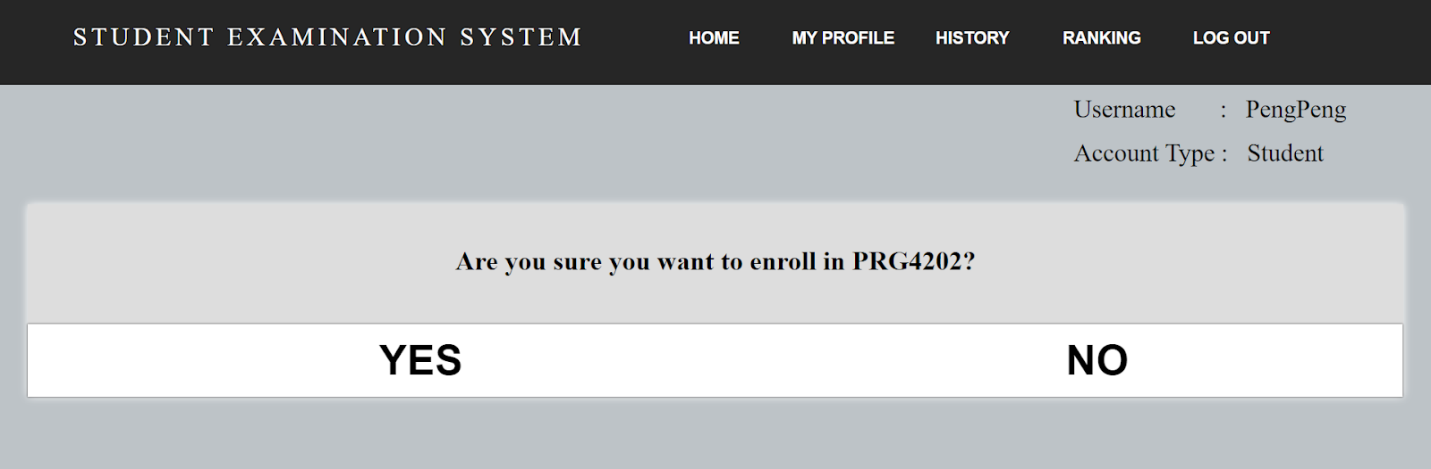 STUDENT EXAMINATION SYSTEM HOME MY PROFILE HISTORY RANKING LOG OUT
Username : PengPeng
Account Type : Student
Are you sure you want to enroll in PRG4202?
YES NO